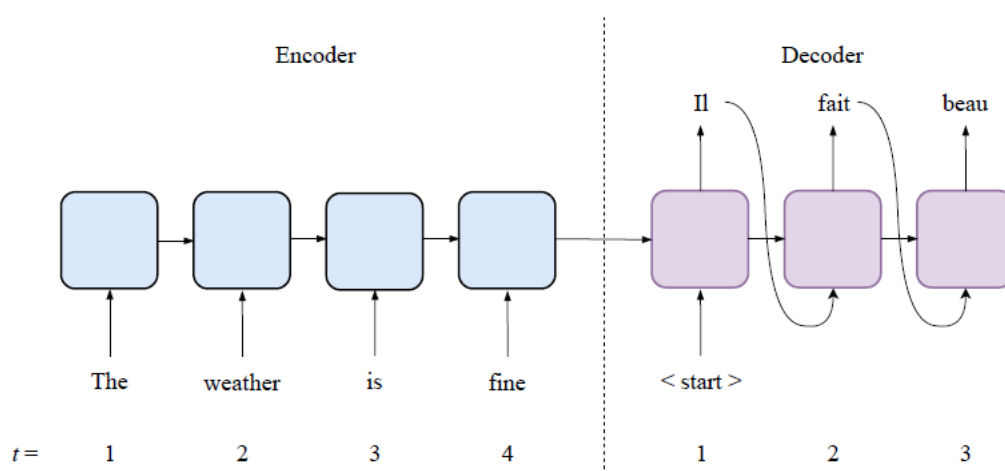 Encoder Decoder
Il fait beau
The weather is fine < start >
t = 1 2 3 4 1 2 3